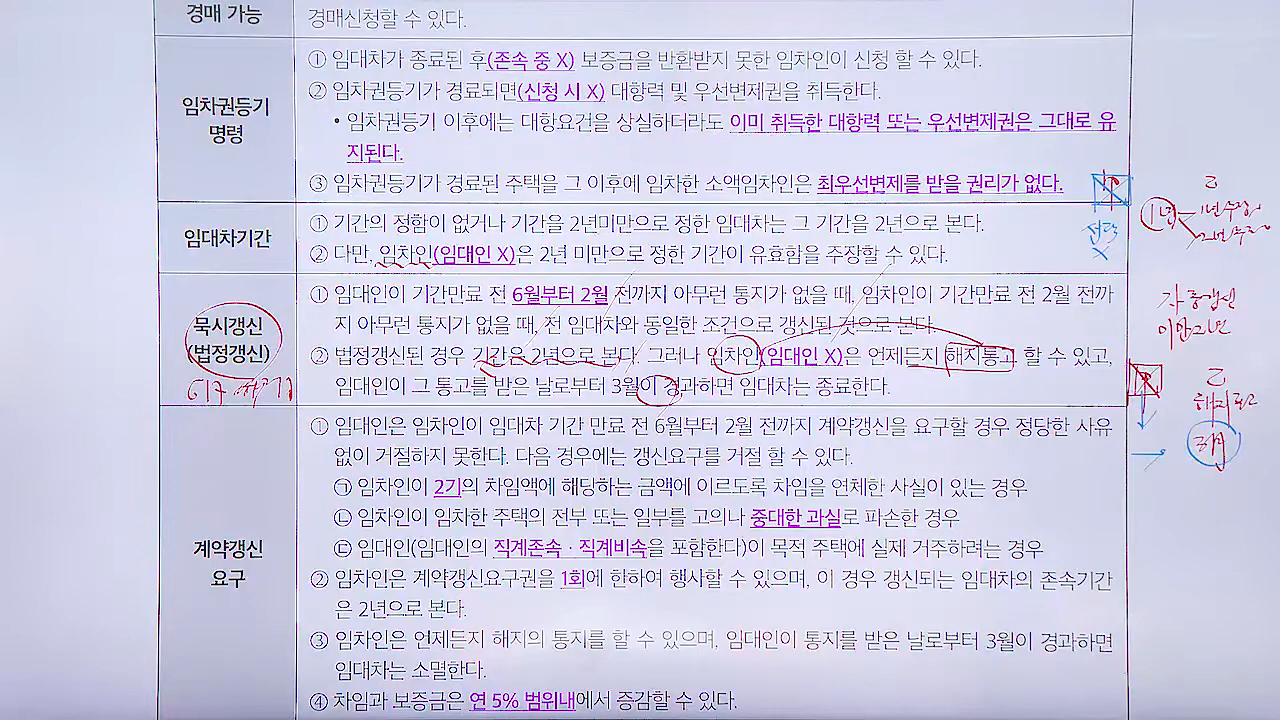 경매 가능
경매신청할 수 있다.
임차권등기
명령
① 임대차가 종료된 후(존속 중 X) 보증금을 반환받지 못한 임차인이 신청 할 수 있다.
② 임차권등기가 경료되면(신청 시 X) 대항력 및 우선변제권을 취득한다.
• 임차권등기 이후에는 대항요건을 상실하더라도 이미 취득한 대항력 또는 우선변제권은 그대로 유
지된다.
③ 임차권등기가 경료된 주택을 그 이후에 임차한 소액임차인은 최우선변제를 받을 권리가 없다.
임대차기간
① 기간의 정함이 없거나 기간을 2년미만으로 정한 임대차는 그 기간을 2년으로 본다.
② 다만, 임차인(임대인 X)은 2년 미만으로 정한 기간이 유효함을 주장할 수 있다.
乙
1년
1년주장
2년주장
X
묵시갱신
(법정갱신)
① 임대인이 기간만료 전 6월부터 2월 전까지 아무런 통지가 없을 때, 임차인이 기간만료 전 2월 전까
지 아무런 통지가 없을 때, 전 임대차와 동일한 조건으로 갱신된 것으로 본다.
② 법정갱신된 경우 기간은 2년으로 본다. 그러나 임차인(임대인 X)은 언제든지 해지통고 할 수 있고,
임대인이 그 통고를 받은 날로부터 3월이 경과하면 임대차는 종료한다.
乙
해지통고
3개월
계약갱신
요구
① 임대인은 임차인이 임대차 기간 만료 전 6월부터 2월 전까지 계약갱신을 요구할 경우 정당한 사유
없이 거절하지 못한다. 다음 경우에는 갱신요구를 거절 할 수 있다.
㉠ 임차인이 2기의 차임액에 해당하는 금액에 이르도록 차임을 연체한 사실이 있는 경우
㉡ 임차인이 임차한 주택의 전부 또는 일부를 고의나 중대한 과실로 파손한 경우
㉢ 임대인(임대인의 직계존속 · 직계비속을 포함한다)이 목적 주택에 실제 거주하려는 경우
② 임차인은 계약갱신요구권을 1회에 한하여 행사할 수 있으며, 이 경우 갱신되는 임대차의 존속기간
은 2년으로 본다.
③ 임차인은 언제든지 해지의 통지를 할 수 있으며, 임대인이 통지를 받은 날로부터 3월이 경과하면
임대차는 소멸한다.
④ 차임과 보증금은 연 5% 범위내에서 증감할 수 있다.